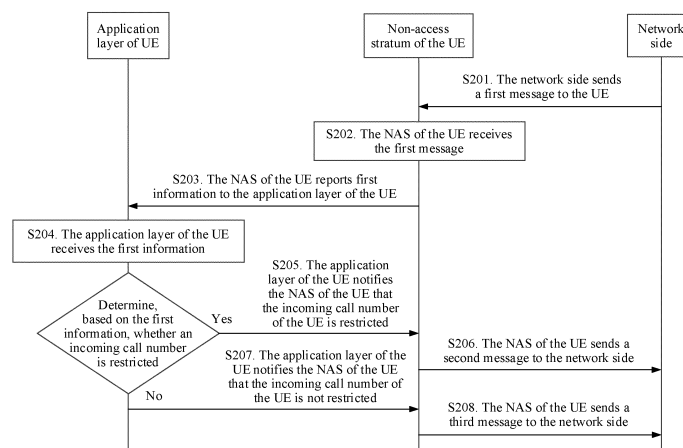 Application
layer of UE
Non-access
stratum of the UE
Network
side
S201. The network side sends
a first message to the UE
S202. The NAS of the UE receives
the first message
S203. The NAS of the UE reports first
information to the application layer of the UE
S204. The application layer of the UE
receives the first information
S205. The application
layer of the UE notifies
the NAS of the UE that
the incoming call number
of the UE is restricted
Determine,
based on the first
information, whether an
incoming call number
is restricted
Yes
S206. The NAS of the UE sends a
second message to the network side
S207. The application layer of the
UE notifies the NAS of the UE
that the incoming call number of
the UE is not restricted
No
S208. The NAS of the UE sends a
third message to the network side